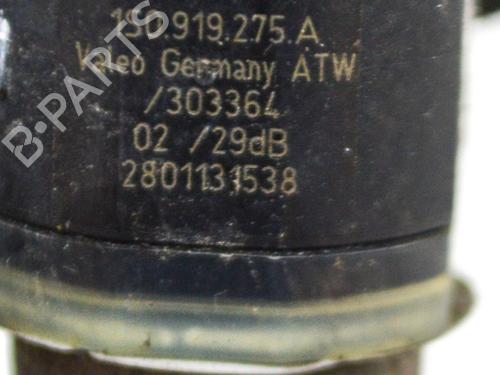 919.275.A
Valeo Germany ATW
/303364
02 /29dB
2801131538
B-PARTS